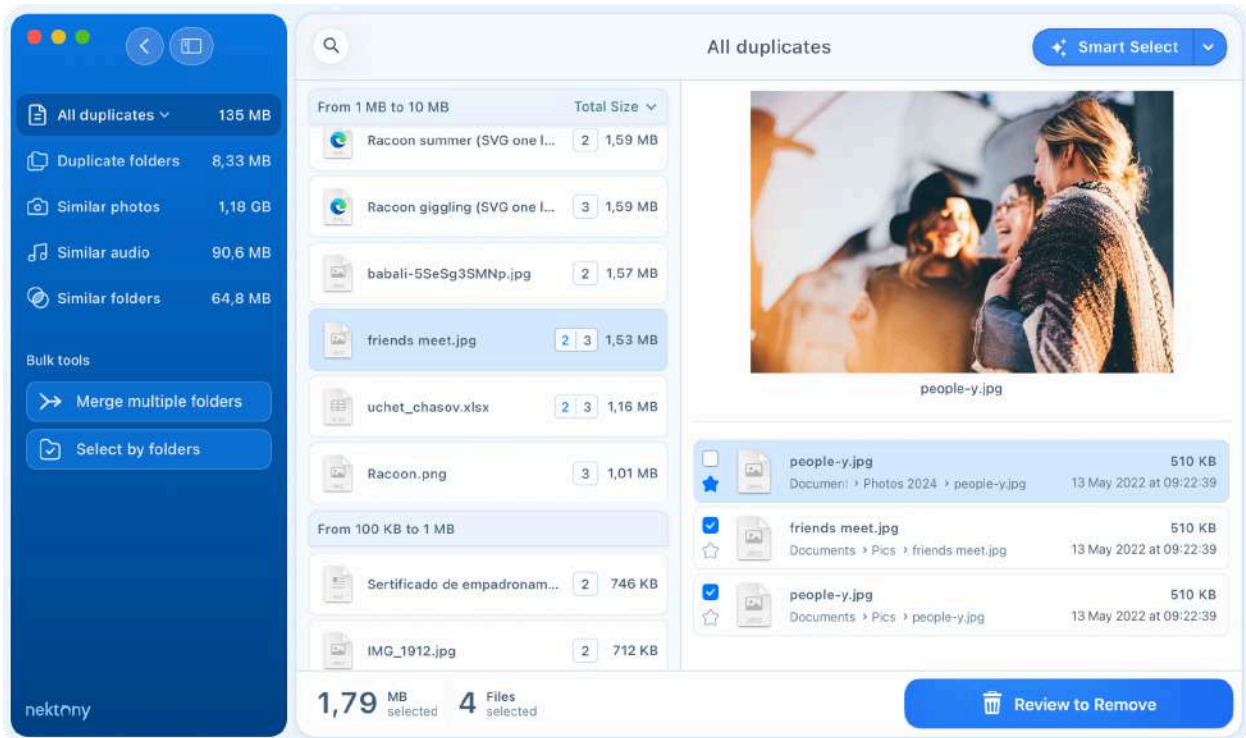 All duplicates 135 MB
Duplicate folders 8,33 MB
Similar photos 1,18 GB
Similar audio 90,6 MB
Similar folders 64,8 MB
Bulk tools
Merge multiple folders
Select by folders
nektony
All duplicates
Smart Select
From 1 MB to 10 MB Total Size
Racoon summer (SVG one l... 2 1,59 MB
Racoon giggling (SVG one l... 3 1,59 MB
babali-5SeSg3SMNp.jpg 2 1,57 MB
friends meet.jpg 2 3 1,53 MB
uchet_chasov.xlsx 2 3 1,16 MB
Racoon.png 3 1,01 MB
From 100 KB to 1 MB
Sertificado de empadronam... 2 746 KB
IMG_1912.jpg 2 712 KB
people-y.jpg
people-y.jpg 510 KB
Document › Photos 2024 › people-y.jpg 13 May 2022 at 09:22:39
friends meet.jpg 510 KB
Documents › Pics › friends meet.jpg 13 May 2022 at 09:22:39
people-y.jpg 510 KB
Documents › Pics › people-y.jpg 13 May 2022 at 09:22:39
1,79 MB selected 4 Files selected
Review to Remove